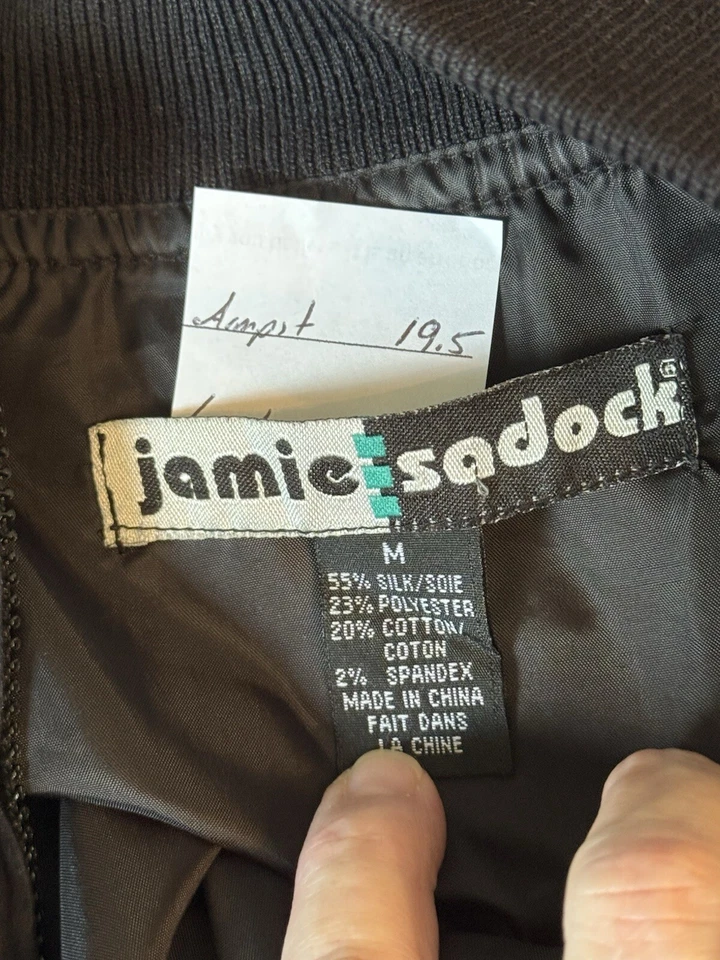 Armpit 19.5
jamie sadock®
M
55% SILK/SOIE
23% POLYESTER
20% COTTON/
COTON
2% SPANDEX
MADE IN CHINA
FAIT DANS
LA CHINE